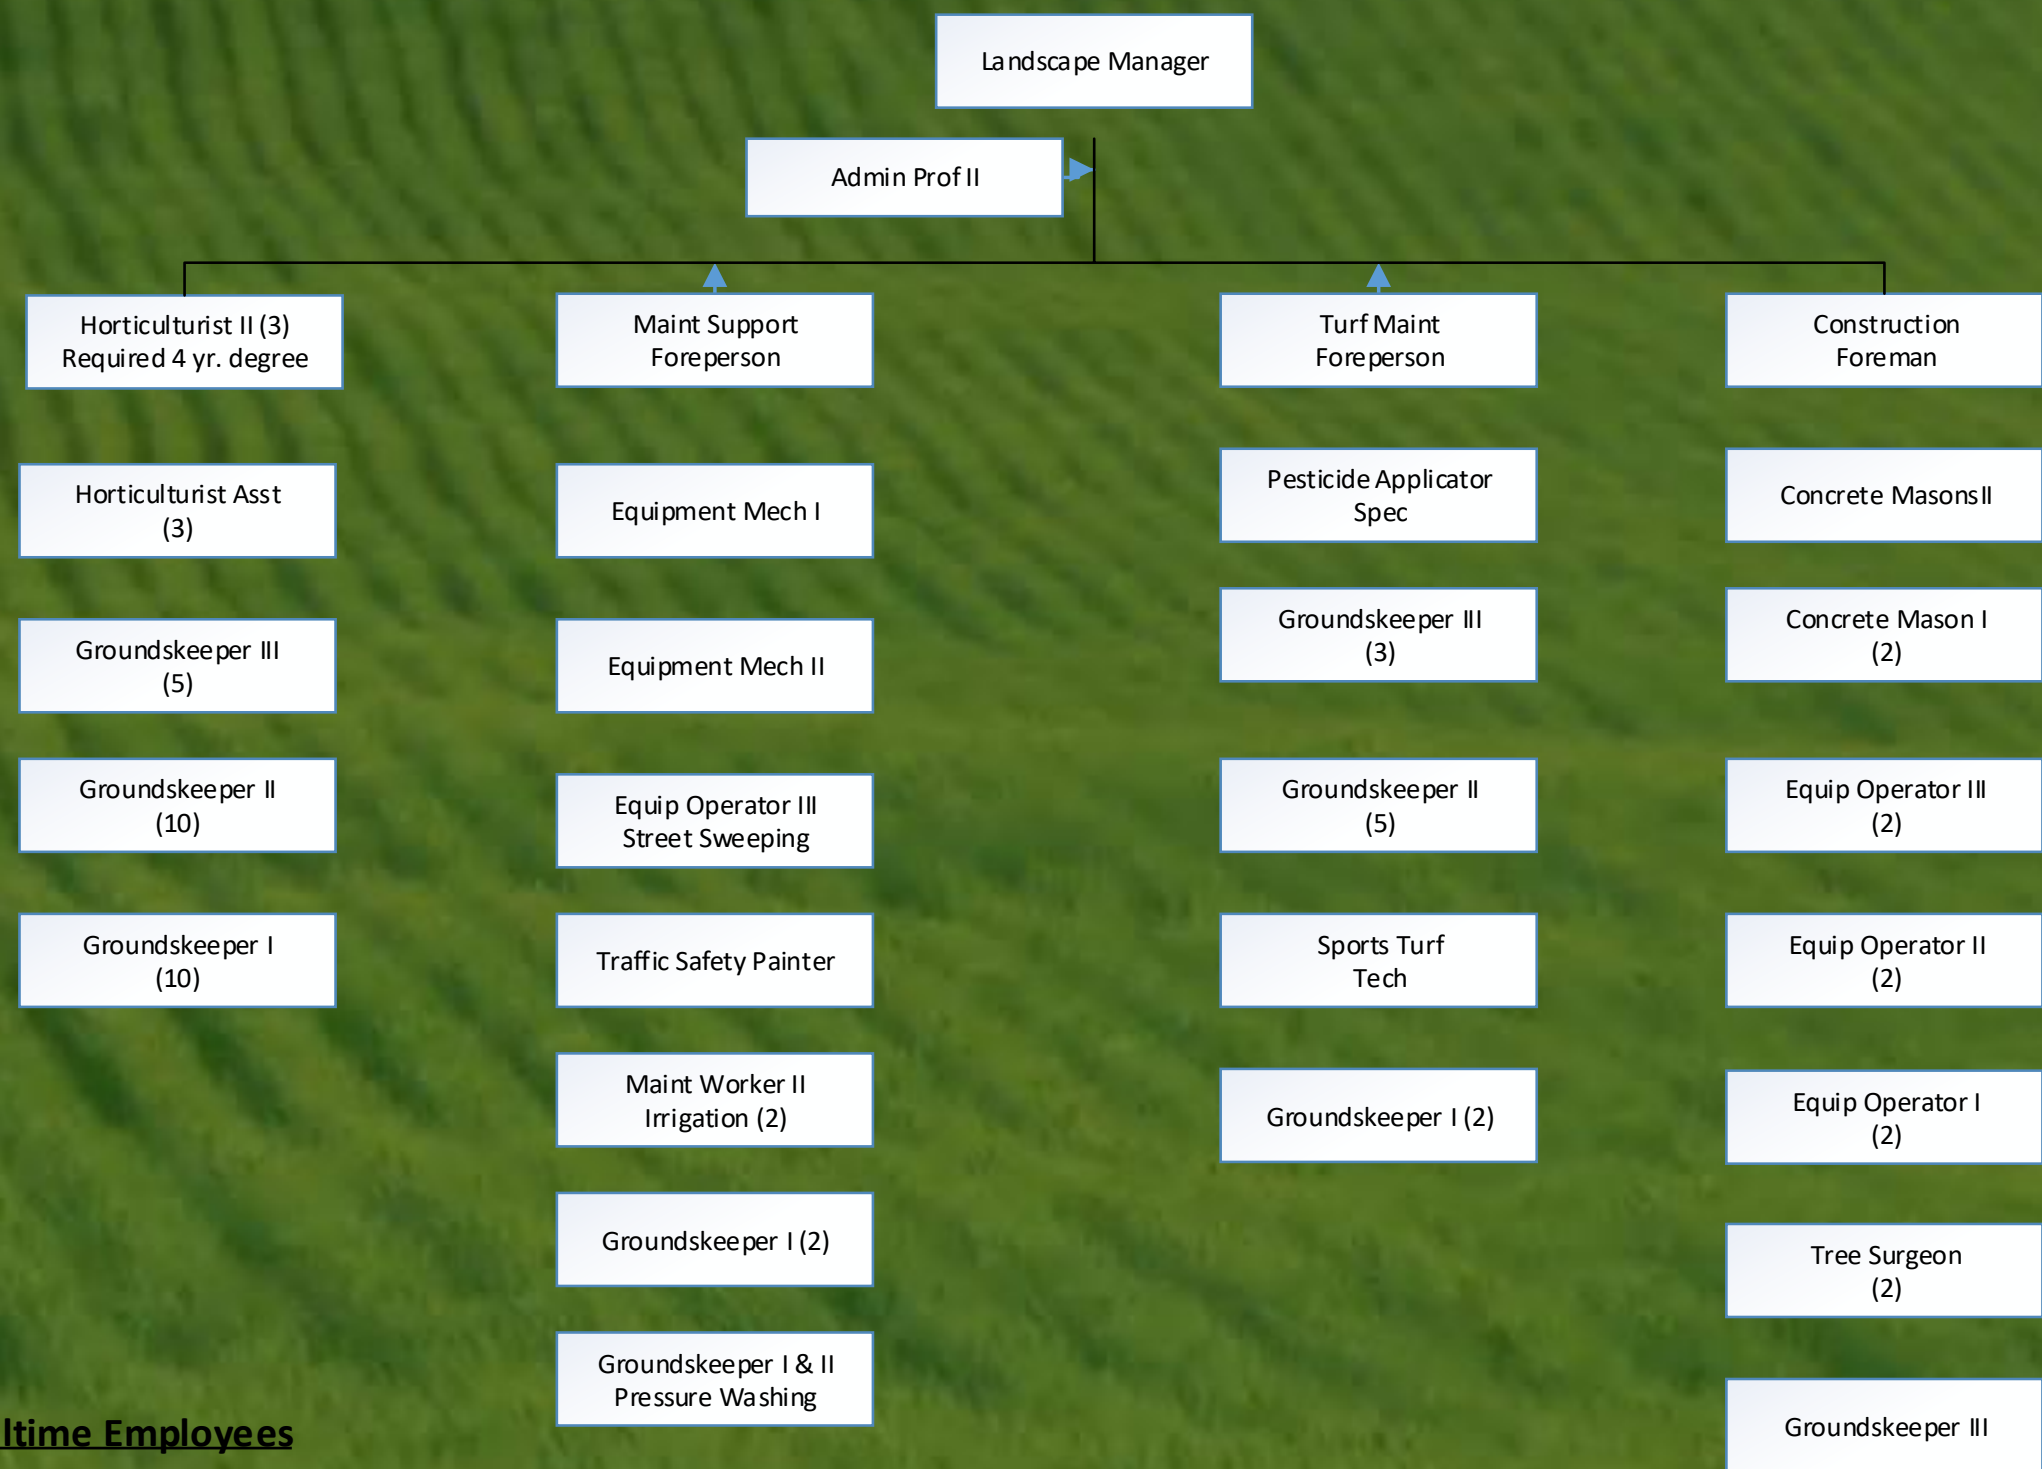 Landscape Manager
Admin Prof II
Horticulturist II (3)
Required 4 yr. degree
Horticulturist Asst
(3)
Groundskeeper III
(5)
Groundskeeper II
(10)
Groundskeeper I
(10)
Maint Support
Foreperson
Equipment Mech I
Equipment Mech II
Equip Operator III
Street Sweeping
Traffic Safety Painter
Maint Worker II
Irrigation (2)
Groundskeeper I (2)
Groundskeeper I & II
Pressure Washing
Turf Maint
Foreperson
Pesticide Applicator
Spec
Groundskeeper III
(3)
Groundskeeper II
(5)
Sports Turf
Tech
Groundskeeper I (2)
Construction
Foreman
Concrete Masons II
Concrete Mason I
(2)
Equip Operator III
(2)
Equip Operator II
(2)
Equip Operator I
(2)
Tree Surgeon
(2)
Groundskeeper III
ltime Employees